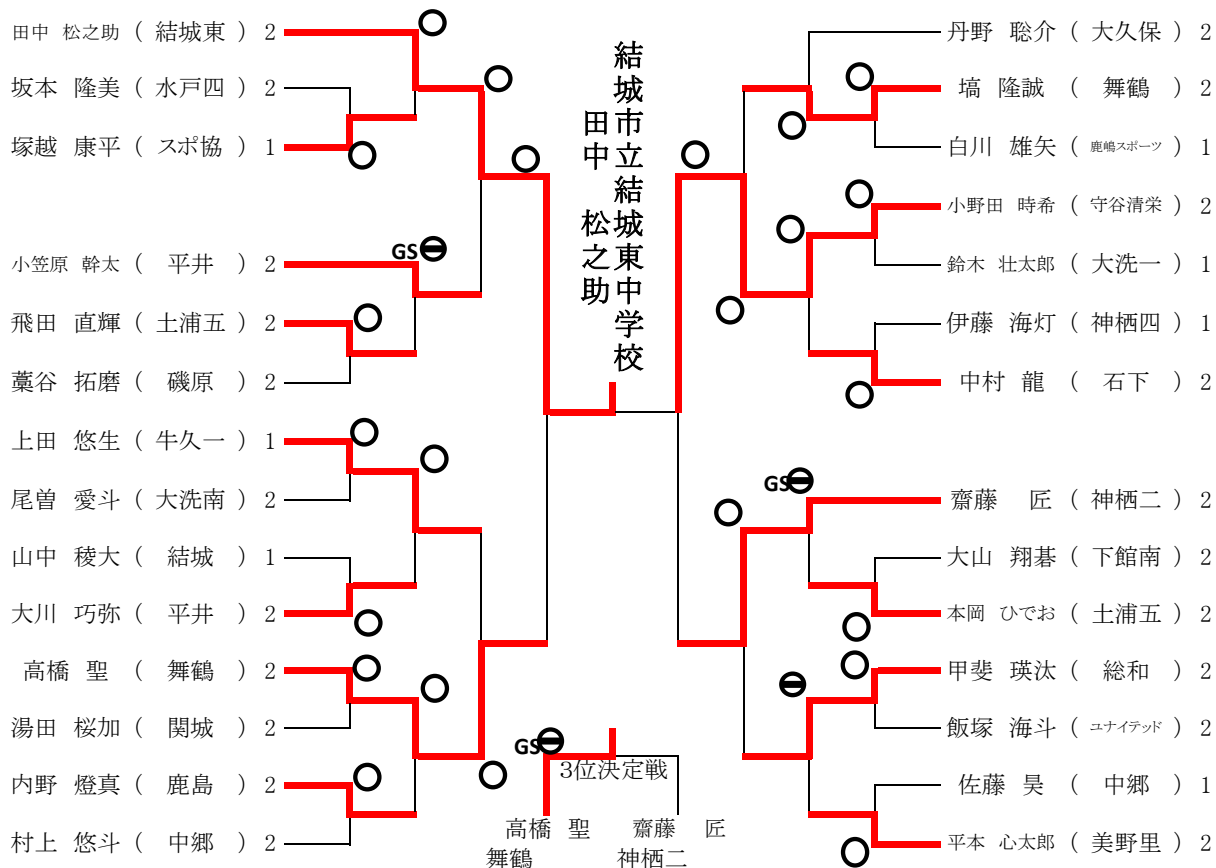 田中 松之助 ( 結城東 ) 2
坂本 隆美 ( 水戸四 ) 2
塚越 康平 ( スポ協 ) 1
小笠原 幹太 ( 平井 ) 2
飛田 直輝 ( 土浦五 ) 2
藁谷 拓磨 ( 磯原 ) 2
上田 悠生 ( 牛久一 ) 1
尾曽 愛斗 ( 大洗南 ) 2
山中 稜大 ( 結城 ) 1
大川 巧弥 ( 平井 ) 2
高橋 聖 ( 舞鶴 ) 2
湯田 桜加 ( 関城 ) 2
内野 燈真 ( 鹿島 ) 2
村上 悠斗 ( 中郷 ) 2
GS
結城市立結城東中学校
田中 松之助
GS
3位決定戦
高橋 聖
舞鶴
齋藤 匠
神栖二
GS
丹野 聡介 ( 大久保 ) 2
塙 隆誠 ( 舞鶴 ) 2
白川 雄矢 ( 鹿嶋スポーツ ) 1
小野田 時希 ( 守谷清栄 ) 2
鈴木 壮太郎 ( 大洗一 ) 1
伊藤 海灯 ( 神栖四 ) 1
中村 龍 ( 石下 ) 2
齋藤 匠 ( 神栖二 ) 2
大山 翔碁 ( 下館南 ) 2
本岡 ひでお ( 土浦五 ) 2
甲斐 瑛汰 ( 総和 ) 2
飯塚 海斗 ( ユナイテッド ) 2
佐藤 昊 ( 中郷 ) 1
平本 心太郎 ( 美野里 ) 2